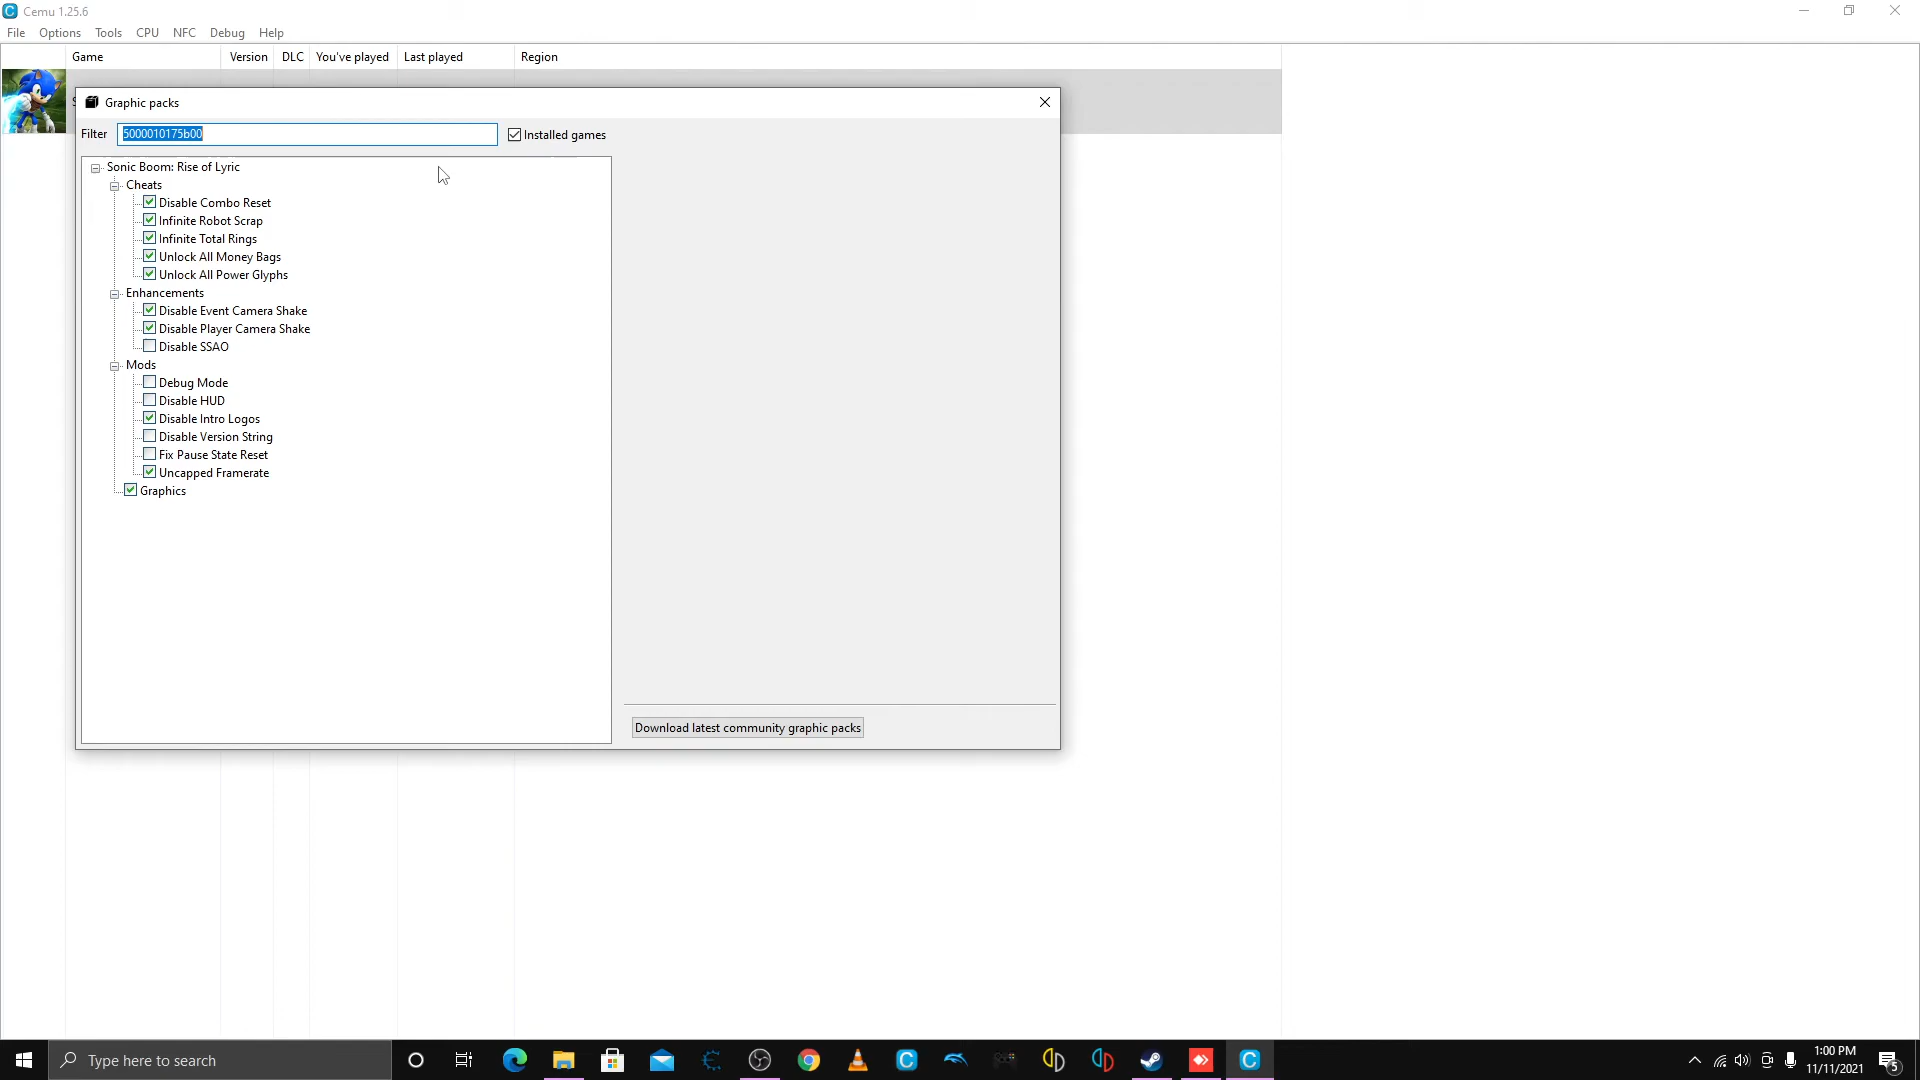 Cemu 1.25.6
File Options Tools CPU NFC Debug Help
Game Version DLC You've played Last played Region
Graphic packs
Filter 5000010175b00 Installed games
Sonic Boom: Rise of Lyric
Cheats
Disable Combo Reset
Infinite Robot Scrap
Infinite Total Rings
Unlock All Money Bags
Unlock All Power Glyphs
Enhancements
Disable Event Camera Shake
Disable Player Camera Shake
Disable SSAO
Mods
Debug Mode
Disable HUD
Disable Intro Logos
Disable Version String
Fix Pause State Reset
Uncapped Framerate
Graphics
Download latest community graphic packs
Type here to search
1:00 PM
11/11/2021
5